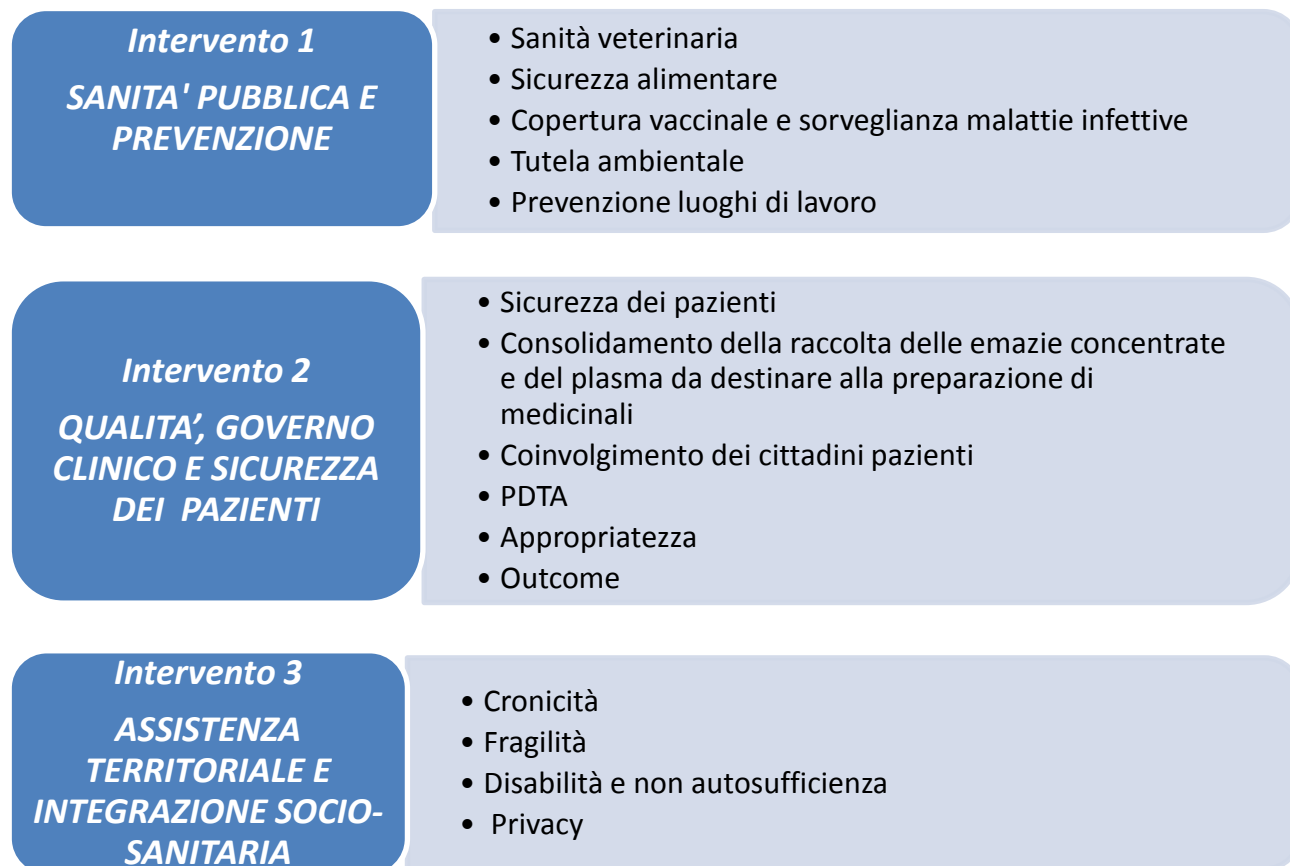 Intervento 1
SANITA' PUBBLICA E
PREVENZIONE
• Sanità veterinaria
• Sicurezza alimentare
• Copertura vaccinale e sorveglianza malattie infettive
• Tutela ambientale
• Prevenzione luoghi di lavoro
Intervento 2
QUALITA’, GOVERNO
CLINICO E SICUREZZA
DEI PAZIENTI
• Sicurezza dei pazienti
• Consolidamento della raccolta delle emazie concentrate
e del plasma da destinare alla preparazione di
medicinali
• Coinvolgimento dei cittadini pazienti
• PDTA
• Appropriatezza
• Outcome
Intervento 3
ASSISTENZA
TERRITORIALE E
INTEGRAZIONE SOCIO-
SANITARIA
• Cronicità
• Fragilità
• Disabilità e non autosufficienza
• Privacy